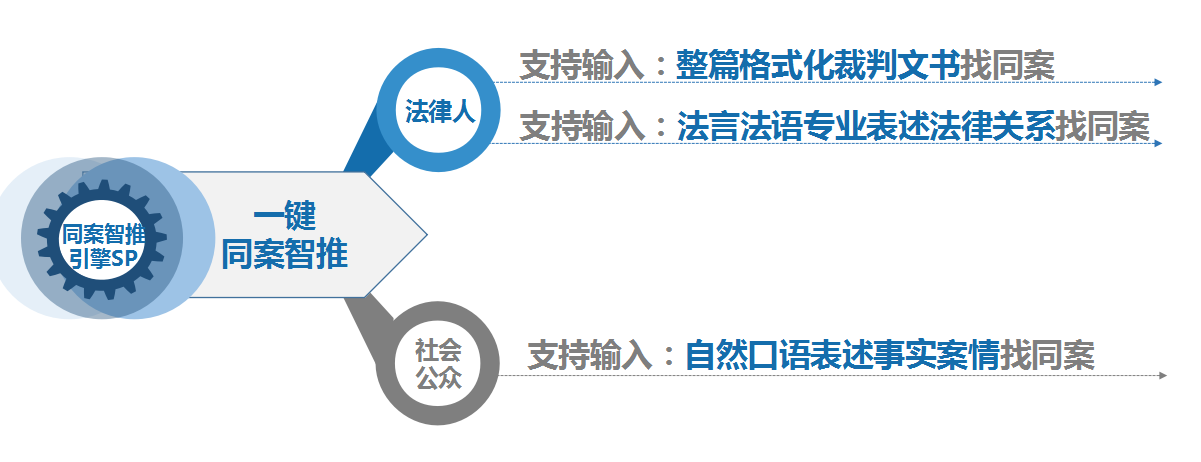 同案智推
引擎SP
一键
同案智推
法律人
支持输入：整篇格式化裁判文书找同案
支持输入：法言法语专业表述法律关系找同案
社会
公众
支持输入：自然口语表述事实案情找同案